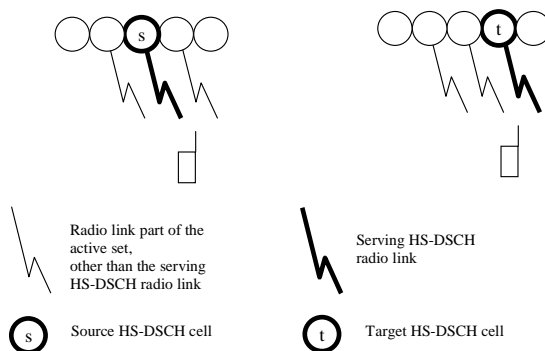 s
t
Radio link part of the
active set,
other than the serving
HS-DSCH radio link
Serving HS-DSCH
radio link
s
Source HS-DSCH cell
t
Target HS-DSCH cell